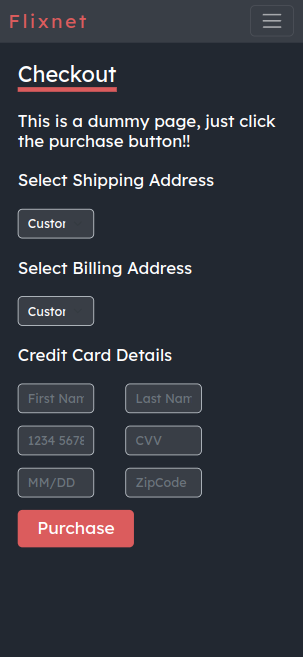 Flixnet
Checkout
This is a dummy page, just click
the purchase button!!
Select Shipping Address
Custor
Select Billing Address
Custor
Credit Card Details
First Nam Last Nam
1234 5678 CVV
MM/DD ZipCode
Purchase